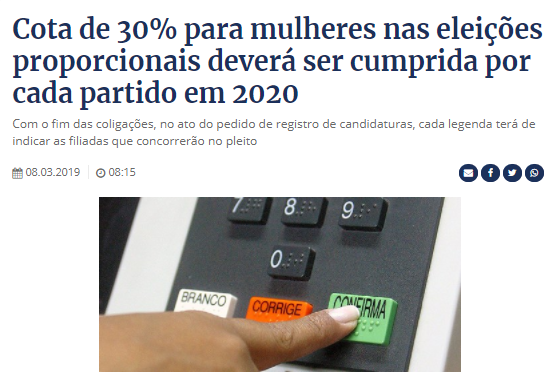 Cota de 30% para mulheres nas eleições
proporcionais deverá ser cumprida por
cada partido em 2020
Com o fim das coligações, no ato do pedido de registro de candidaturas, cada legenda terá de
indicar as filiadas que concorrerão no pleito
08.03.2019 08:15
7 8 9
0
BRANCO CORRIGE CONFIRMA